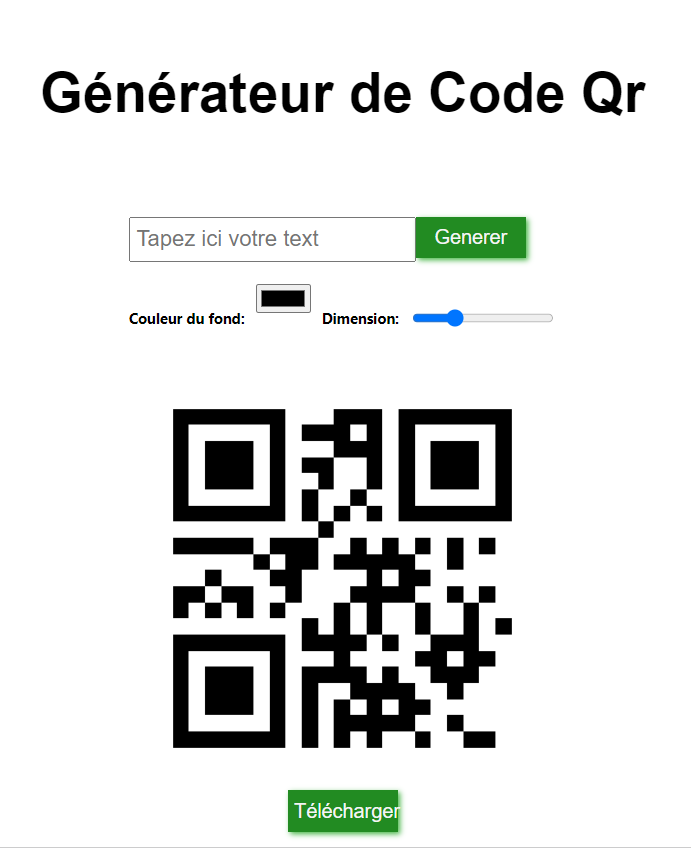 Générateur de Code Qr
Tapez ici votre text Generer
Couleur du fond: Dimension:
Télécharger